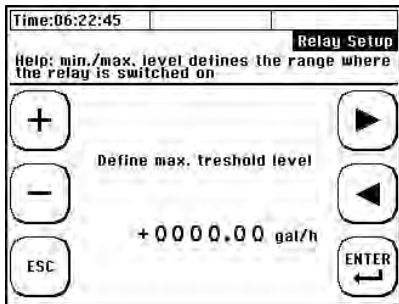 Time:06:22:45
Relay Setup
Help: min./max. level defines the range where
the relay is switched on
+
Define max. treshold level
−
+0000.00 gal/h
ESC
ENTER